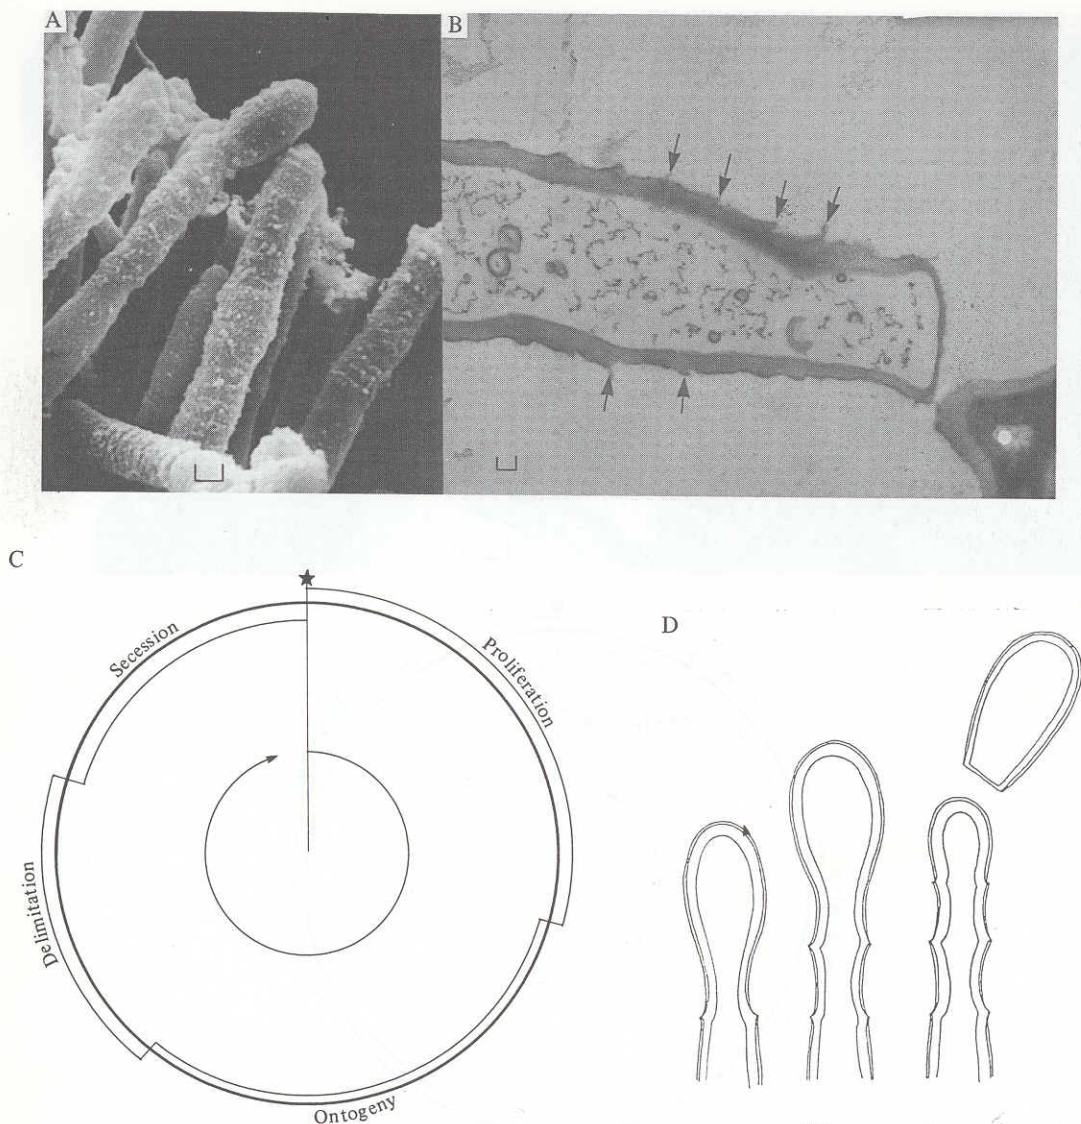 A
B
C
Secession
Proliferation
Delimitation
Ontogeny
D